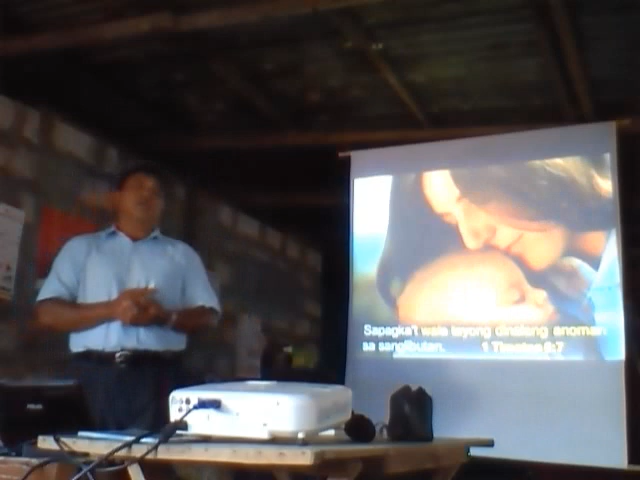 Sapagka't wala tayong dinalang anoman
sa sanglibutan. 1 Timoteo 6:7